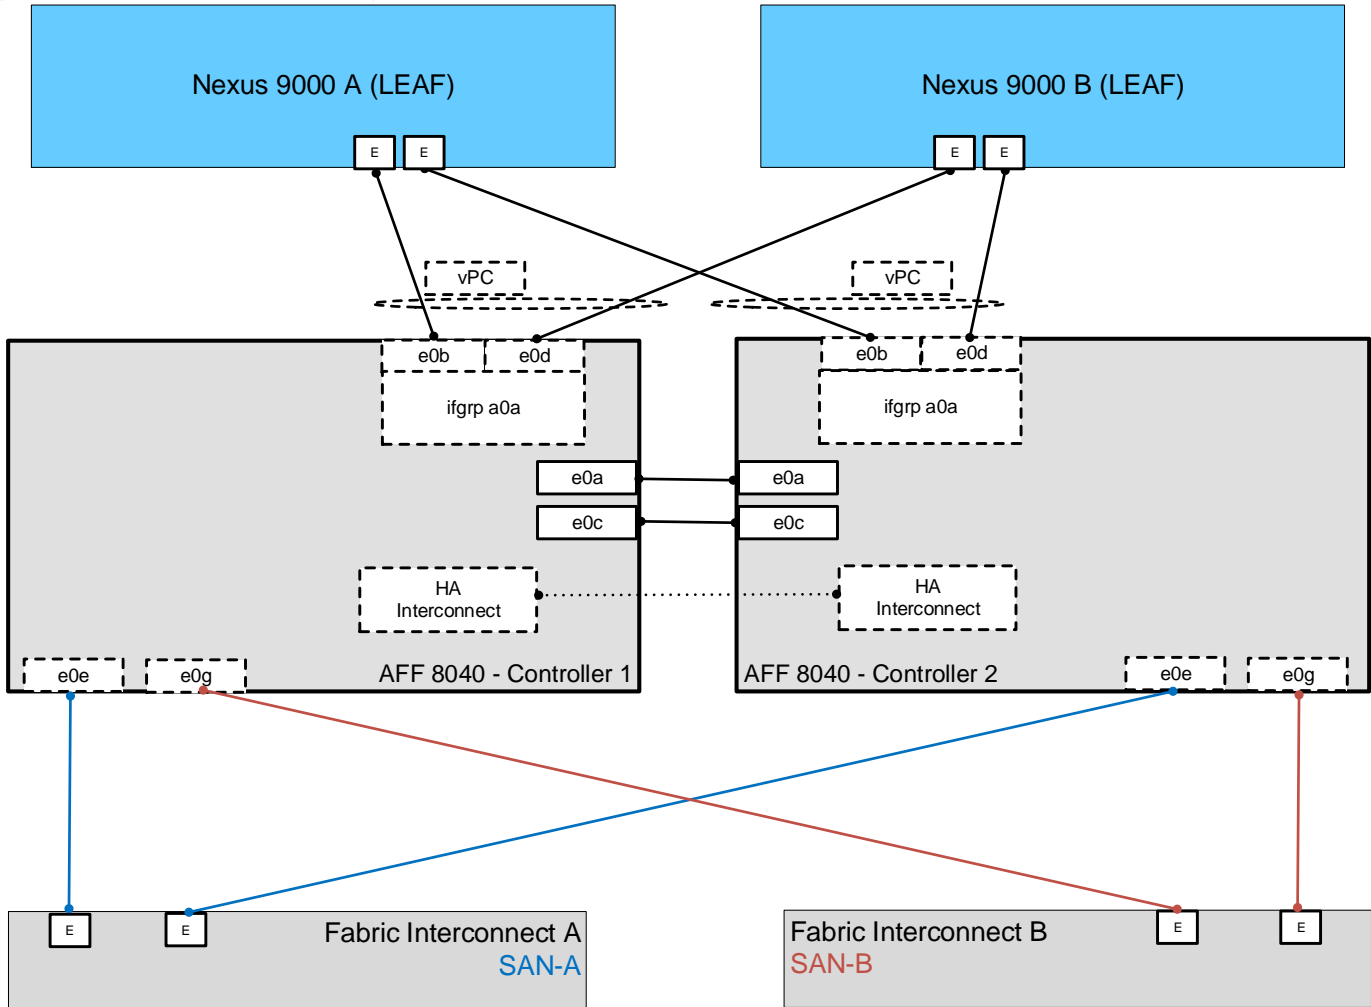 Nexus 9000 A (LEAF)
Nexus 9000 B (LEAF)
E
E
E
E
vPC
vPC
e0b
e0d
e0b
e0d
ifgrp a0a
ifgrp a0a
e0a
e0a
e0c
e0c
HA
Interconnect
HA
Interconnect
e0e
e0g
AFF 8040 - Controller 1
AFF 8040 - Controller 2
e0e
e0g
E
E
Fabric Interconnect A
SAN-A
Fabric Interconnect B
SAN-B
E
E